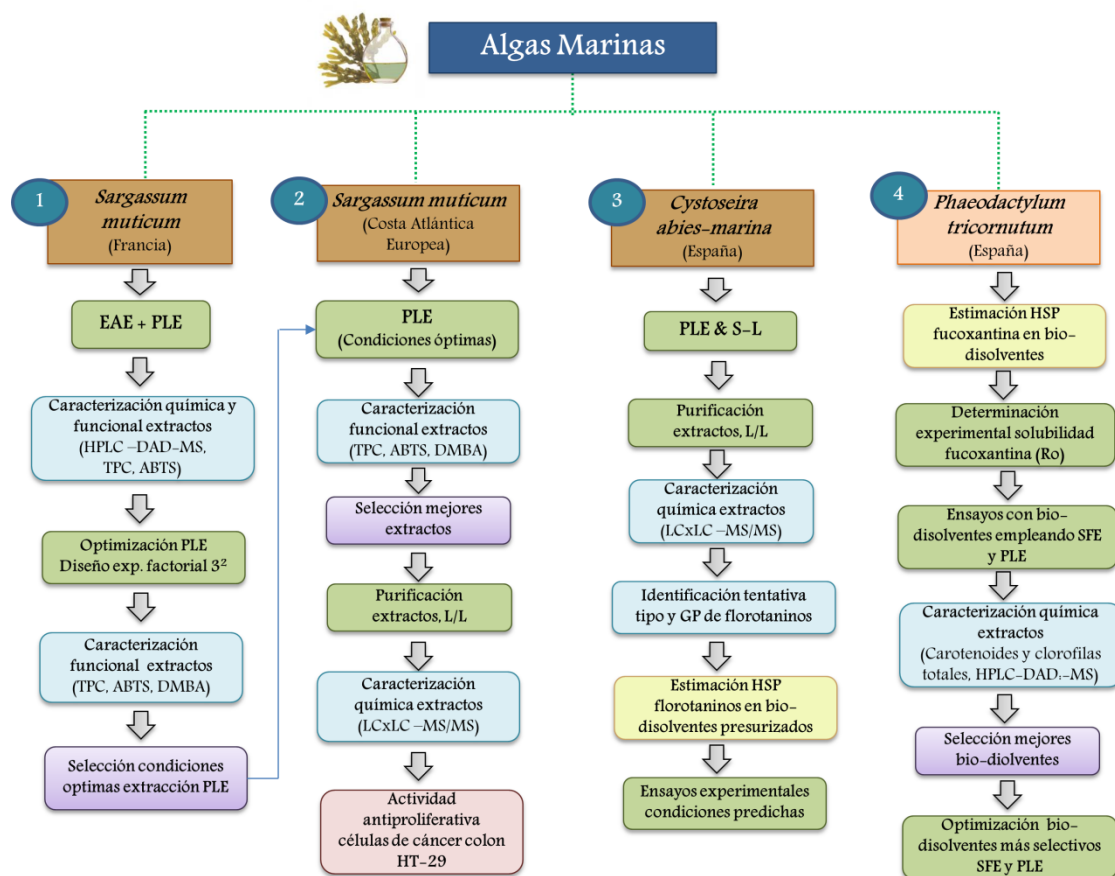 Algas Marinas
1
Sargassum
muticum
(Francia)
EAE + PLE
Caracterización química y
funcional extractos
(HPLC –DAD-MS,
TPC, ABTS)
Optimización PLE
Diseño exp. factorial 3²
Caracterización
funcional extractos
(TPC, ABTS, DMBA)
Selección condiciones
optimas extracción PLE
2
Sargassum muticum
(Costa Atlántica
Europea)
PLE
(Condiciones óptimas)
Caracterización
funcional extractos
(TPC, ABTS, DMBA)
Selección mejores
extractos
Purificación
extractos, L/L
Caracterización
química extractos
(LCxLC –MS/MS)
Actividad
antiproliferativa
células de cáncer colon
HT-29
3
Cystoseira
abies-marina
(España)
PLE & S-L
Purificación
extractos, L/L
Caracterización
química extractos
(LCxLC –MS/MS)
Identificación tentativa
tipo y GP de florotaninos
Estimación HSP
florotaninos en bio-
disolventes presurizados
Ensayos experimentales
condiciones predichas
4
Phaeodactylum
tricornutum
(España)
Estimación HSP
fucoxantina en bio-
disolventes
Determinación
experimental solubilidad
fucoxantina (Ro)
Ensayos con bio-
disolventes empleando SFE
y PLE
Caracterización química
extractos
(Carotenoides y clorofilas
totales, HPLC-DAD,-MS)
Selección mejores
bio-diolventes
Optimización bio-
disolventes más selectivos
SFE y PLE